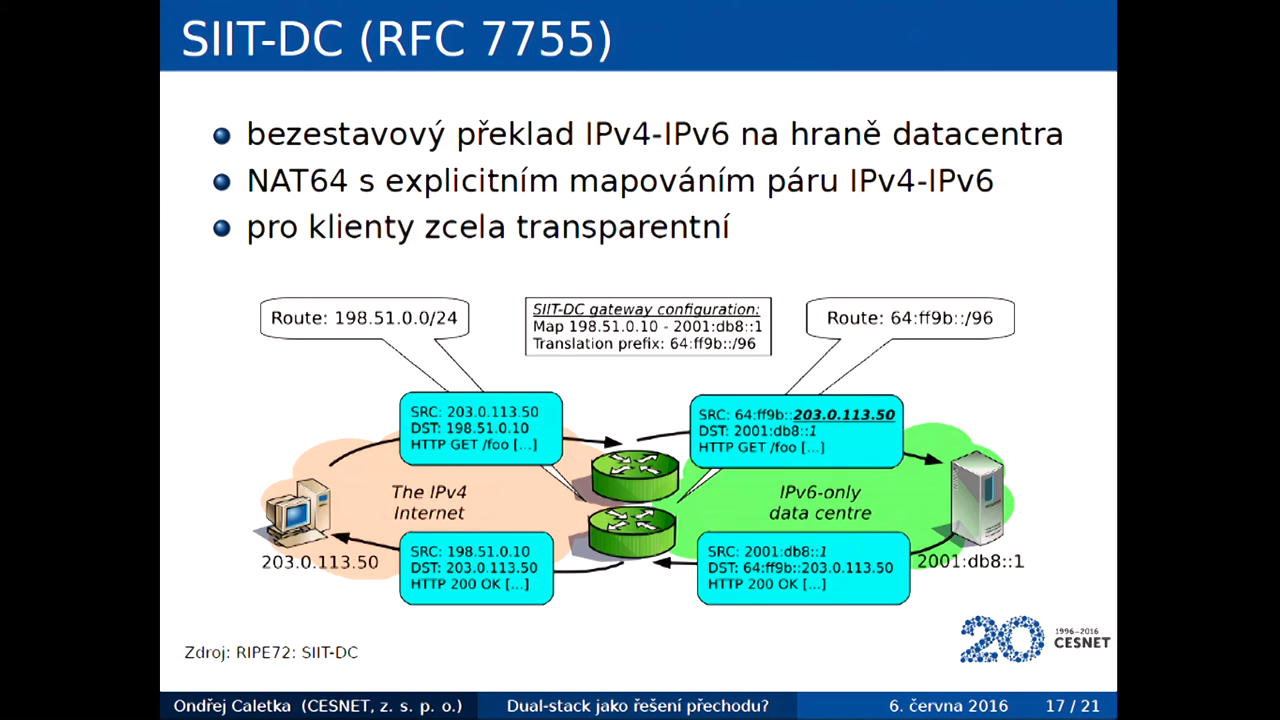 SIIT-DC (RFC 7755)
bezestavový překlad IPv4-IPv6 na hraně datacentra
NAT64 s explicitním mapováním páru IPv4-IPv6
pro klienty zcela transparentní
Route: 198.51.0.0/24
SIIT-DC gateway configuration:
Map 198.51.0.10 - 2001:db8::1
Translation prefix: 64:ff9b::/96
Route: 64:ff9b::/96
SRC: 203.0.113.50
DST: 198.51.0.10
HTTP GET /foo [...]
SRC: 64:ff9b::203.0.113.50
DST: 2001:db8::1
HTTP GET /foo [...]
The IPv4
Internet
IPv6-only
data centre
203.0.113.50
2001:db8::1
SRC: 198.51.0.10
DST: 203.0.113.50
HTTP 200 OK [...]
SRC: 2001:db8::1
DST: 64:ff9b::203.0.113.50
HTTP 200 OK [...]
20
1996–2016
CESNET
Zdroj: RIPE72: SIIT-DC
Ondřej Caletka (CESNET, z. s. p. o.)
Dual-stack jako řešení přechodu?
6. června 2016
17 / 21